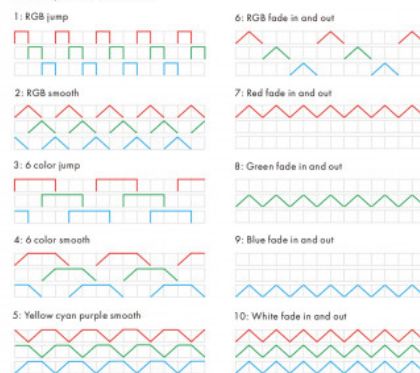 1: RGB jump
2: RGB smooth
3: 6 color jump
4: 6 color smooth
5: Yellow cyan purple smooth
6: RGB fade in and out
7: Red fade in and out
8: Green fade in and out
9: Blue fade in and out
10: White fade in and out